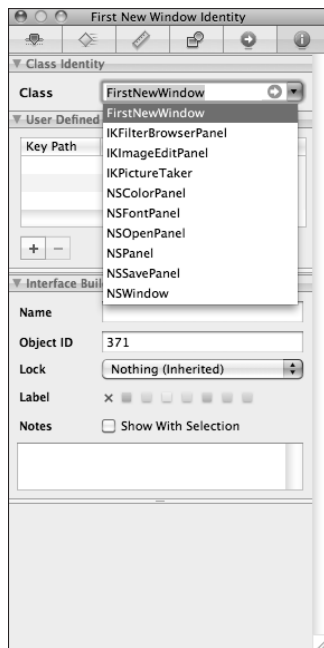 First New Window Identity
Class Identity
Class FirstNewWindow
FirstNewWindow
User Defined
IKFilterBrowserPanel
Key Path
IKImageEditPanel
IKPictureTaker
NSColorPanel
NSFontPanel
NSOpenPanel
+ −
NSPanel
NSSavePanel
Interface Buil
NSWindow
Name
Object ID 371
Lock Nothing (Inherited)
Label
Notes Show With Selection